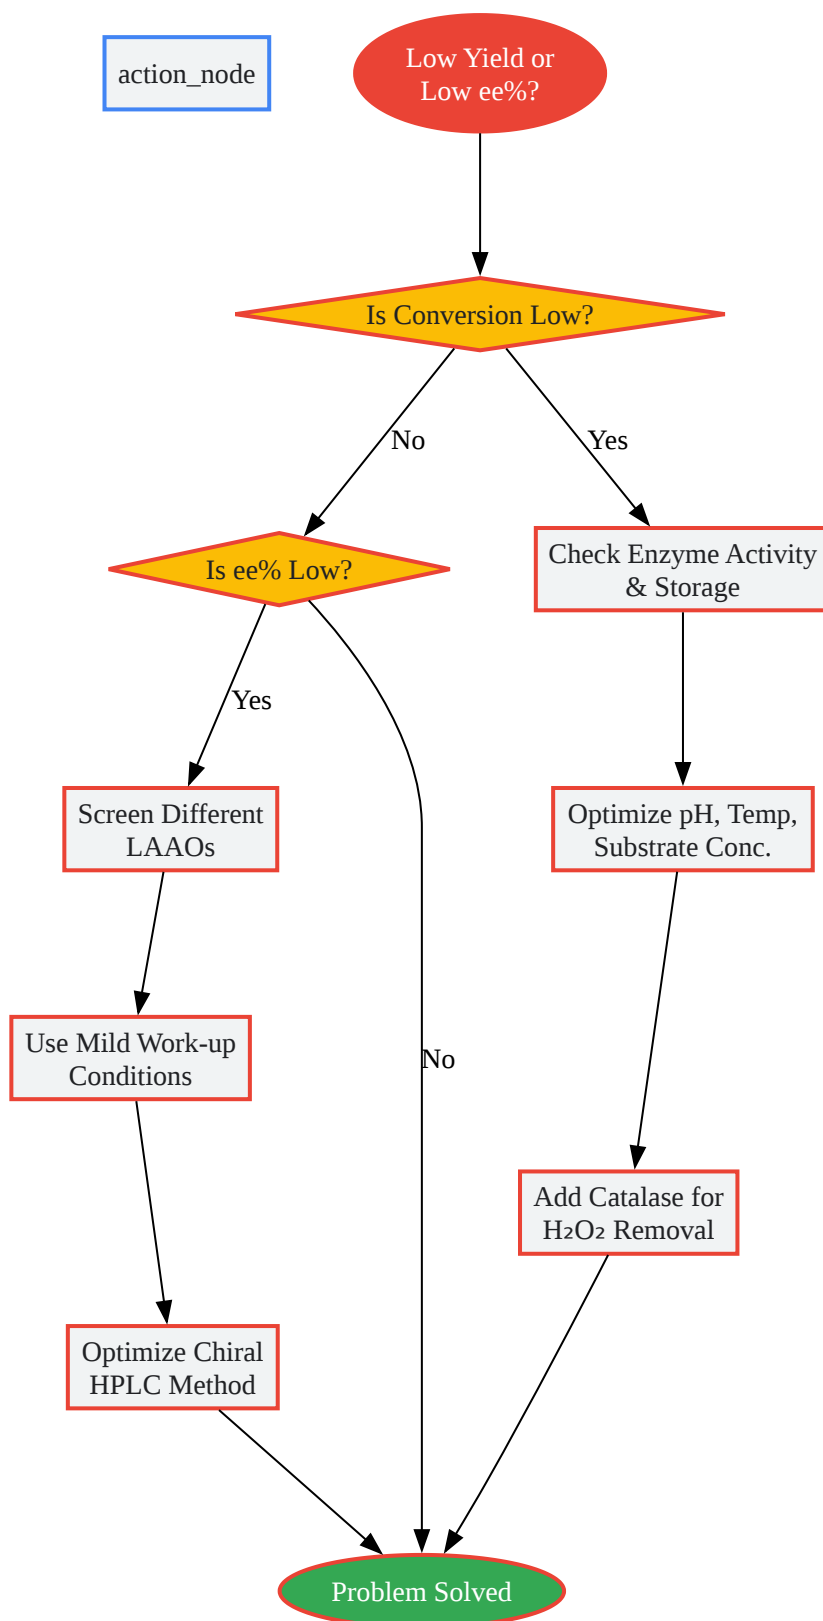 action_node
Low Yield or
Low ee%?
Is Conversion Low?
No
Yes
Is ee% Low?
Check Enzyme Activity
& Storage
Yes
Screen Different
LAAOs
Optimize pH, Temp,
Substrate Conc.
Use Mild Work-up
Conditions
No
Add Catalase for
H₂O₂ Removal
Optimize Chiral
HPLC Method
Problem Solved